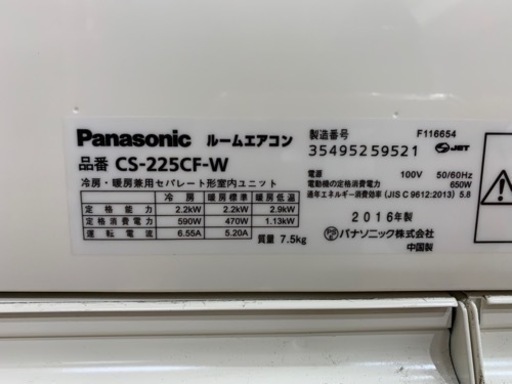 Panasonic ルームエアコン
品番 CS-225CF-W
冷房・暖房兼用セパレート形室内ユニット
冷房 暖房標準 暖房低温
定格能力 2.2kW 2.2kW 2.9kW
定格消費電力 590W 470W 1.13kW
運転電流 6.55A 5.20A
質量 7.5kg
製造番号 F116654
35495259521 JET
電源 100V 50/60Hz
電動機の定格消費電力 650W
通年エネルギー消費効率(JIS C 9612:2013) 5.8
2016年製
パナソニック株式会社
中国製